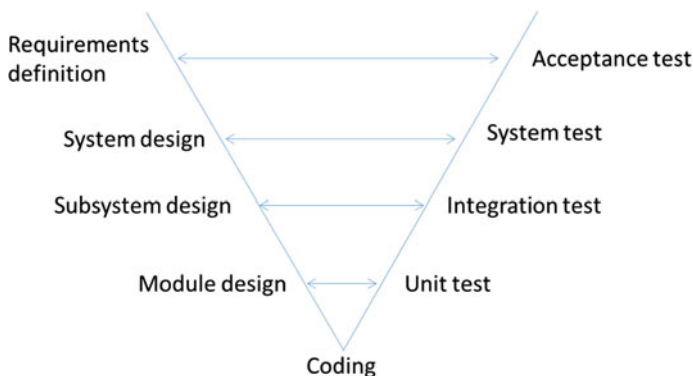 Requirements
definition
Acceptance test
System design
System test
Subsystem design
Integration test
Module design
Unit test
Coding